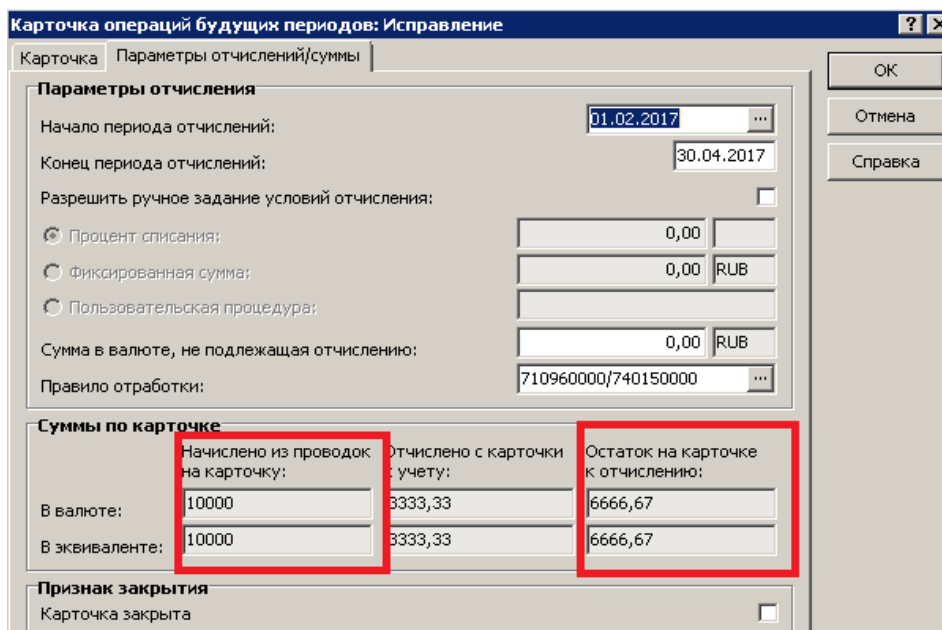 Карточка операций будущих периодов: Исправление
Карточка
Параметры отчислений/суммы
OK
Отмена
Справка
Параметры отчисления
Начало периода отчислений: 01.02.2017 ...
Конец периода отчислений: 30.04.2017
Разрешить ручное задание условий отчисления:
Процент списания: 0,00
Фиксированная сумма: 0,00 RUB
Пользовательская процедура:
Сумма в валюте, не подлежащая отчислению: 0,00 RUB
Правило отработки: 710960000/740150000 ...
Суммы по карточке
Начислено из проводок Отчислено с карточки Остаток на карточке
на карточку: к учету: к отчислению:
В валюте: 10000 3333,33 6666,67
В эквиваленте: 10000 3333,33 6666,67
Признак закрытия
Карточка закрыта